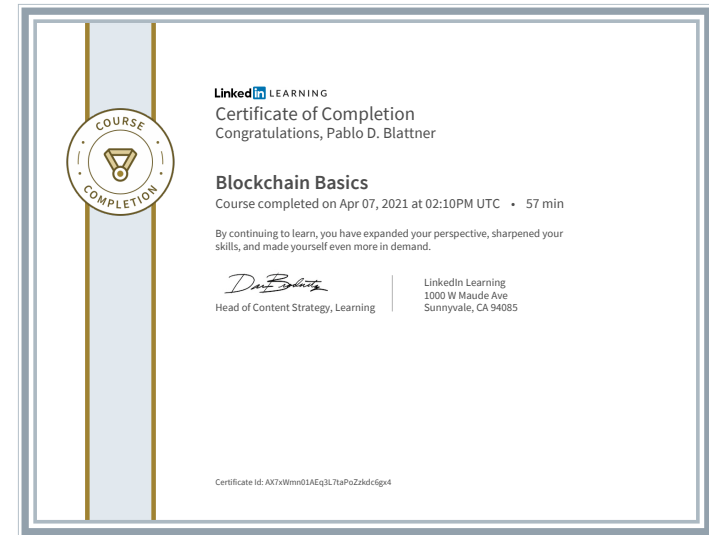 COURSE
COMPLETION
Linked in LEARNING
Certificate of Completion
Congratulations, Pablo D. Blattner
Blockchain Basics
Course completed on Apr 07, 2021 at 02:10PM UTC • 57 min
By continuing to learn, you have expanded your perspective, sharpened your
skills, and made yourself even more in demand.
Head of Content Strategy, Learning
LinkedIn Learning
1000 W Maude Ave
Sunnyvale, CA 94085
Certificate Id: AX7xWmn01AEq3L7taPoZzkdc6gx4